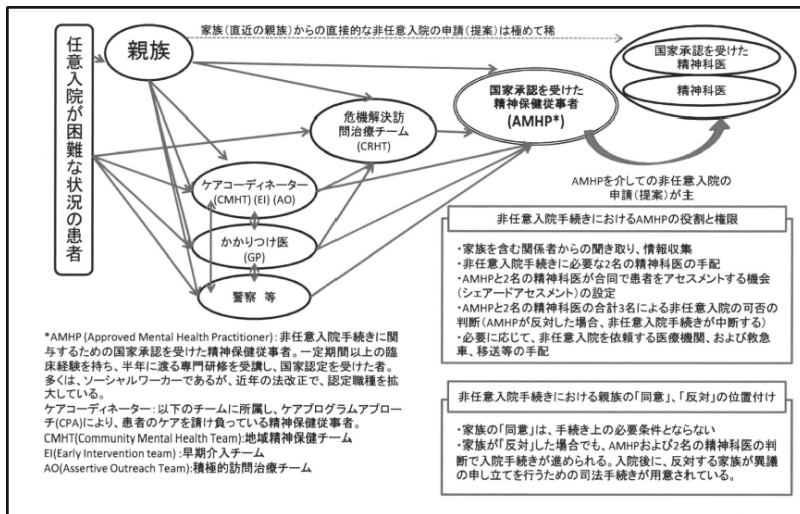 家族(直近の親族)からの直接的な非任意入院の申請(提案)は極めて稀
任意入院が困難な状況の患者
親族
国家承認を受けた
精神科医
精神科医
国家承認を受けた
精神保健従事者
(AMHP*)
危機解決訪
問治療チーム
(CRHT)
ケアコーディネーター
(CMHT) (EI) (AO)
かかりつけ医
(GP)
警察 等
AMHPを介しての非任意入院の
申請(提案)が主
非任意入院手続きにおけるAMHPの役割と権限
・家族を含む関係者からの聞き取り、情報収集
・非任意入院手続きに必要な2名の精神科医の手配
・AMHPと2名の精神科医が合同で患者をアセスメントする機会
(シェアードアセスメント)の設定
・AMHPと2名の精神科医の合計3名による非任意入院の可否の
判断(AMHPが反対した場合、非任意入院手続きが中断する)
・必要に応じて、非任意入院を依頼する医療機関、および救急
車、移送等の手配
*AMHP (Approved Mental Health Practitioner) : 非任意入院手続きに関
与するための国家承認を受けた精神保健従事者。一定期間以上の臨
床経験を持ち、半年に渡る専門研修を受講し、国家認定を受けた者。
多くは、ソーシャルワーカーであるが、近年の法改正で、認定職種を拡
大している。
ケアコーディネーター : 以下のチームに所属し、ケアプログラムアプロー
チ(CPA)により、患者のケアを請け負っている精神保健従事者。
CMHT(Community Mental Health Team):地域精神保健チーム
EI(Early Intervention team) : 早期介入チーム
AO(Assertive Outreach Team) : 積極的訪問治療チーム
非任意入院手続きにおける親族の「同意」、「反対」の位置付け
・家族の「同意」は、手続き上の必要条件とならない
・家族が「反対」した場合でも、AMHPおよび2名の精神科医の判
断で入院手続きが進められる。入院後に、反対する家族が異議
の申し立てを行うための司法手続きが用意されている。